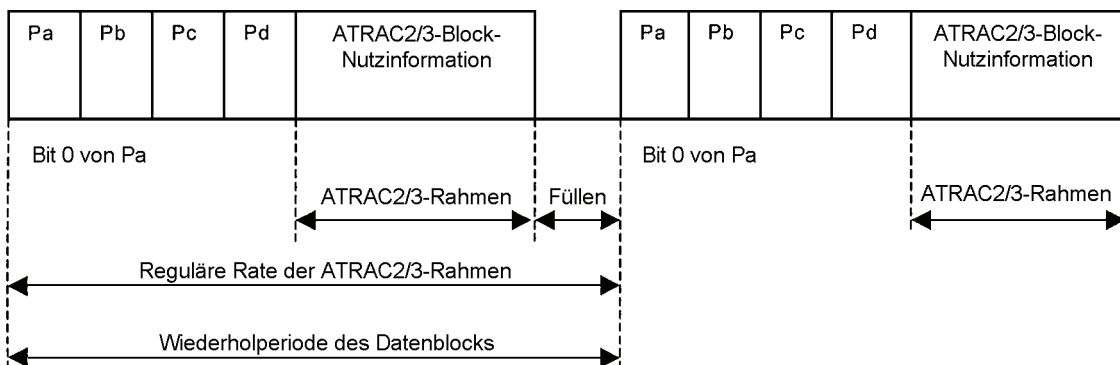 Pa Pb Pc Pd ATRAC2/3-Block-
Nutzinformation
Pa Pb Pc Pd ATRAC2/3-Block-
Nutzinformation
Bit 0 von Pa
Bit 0 von Pa
ATRAC2/3-Rahmen
Füllen
ATRAC2/3-Rahmen
Reguläre Rate der ATRAC2/3-Rahmen
Wiederholperiode des Datenblocks